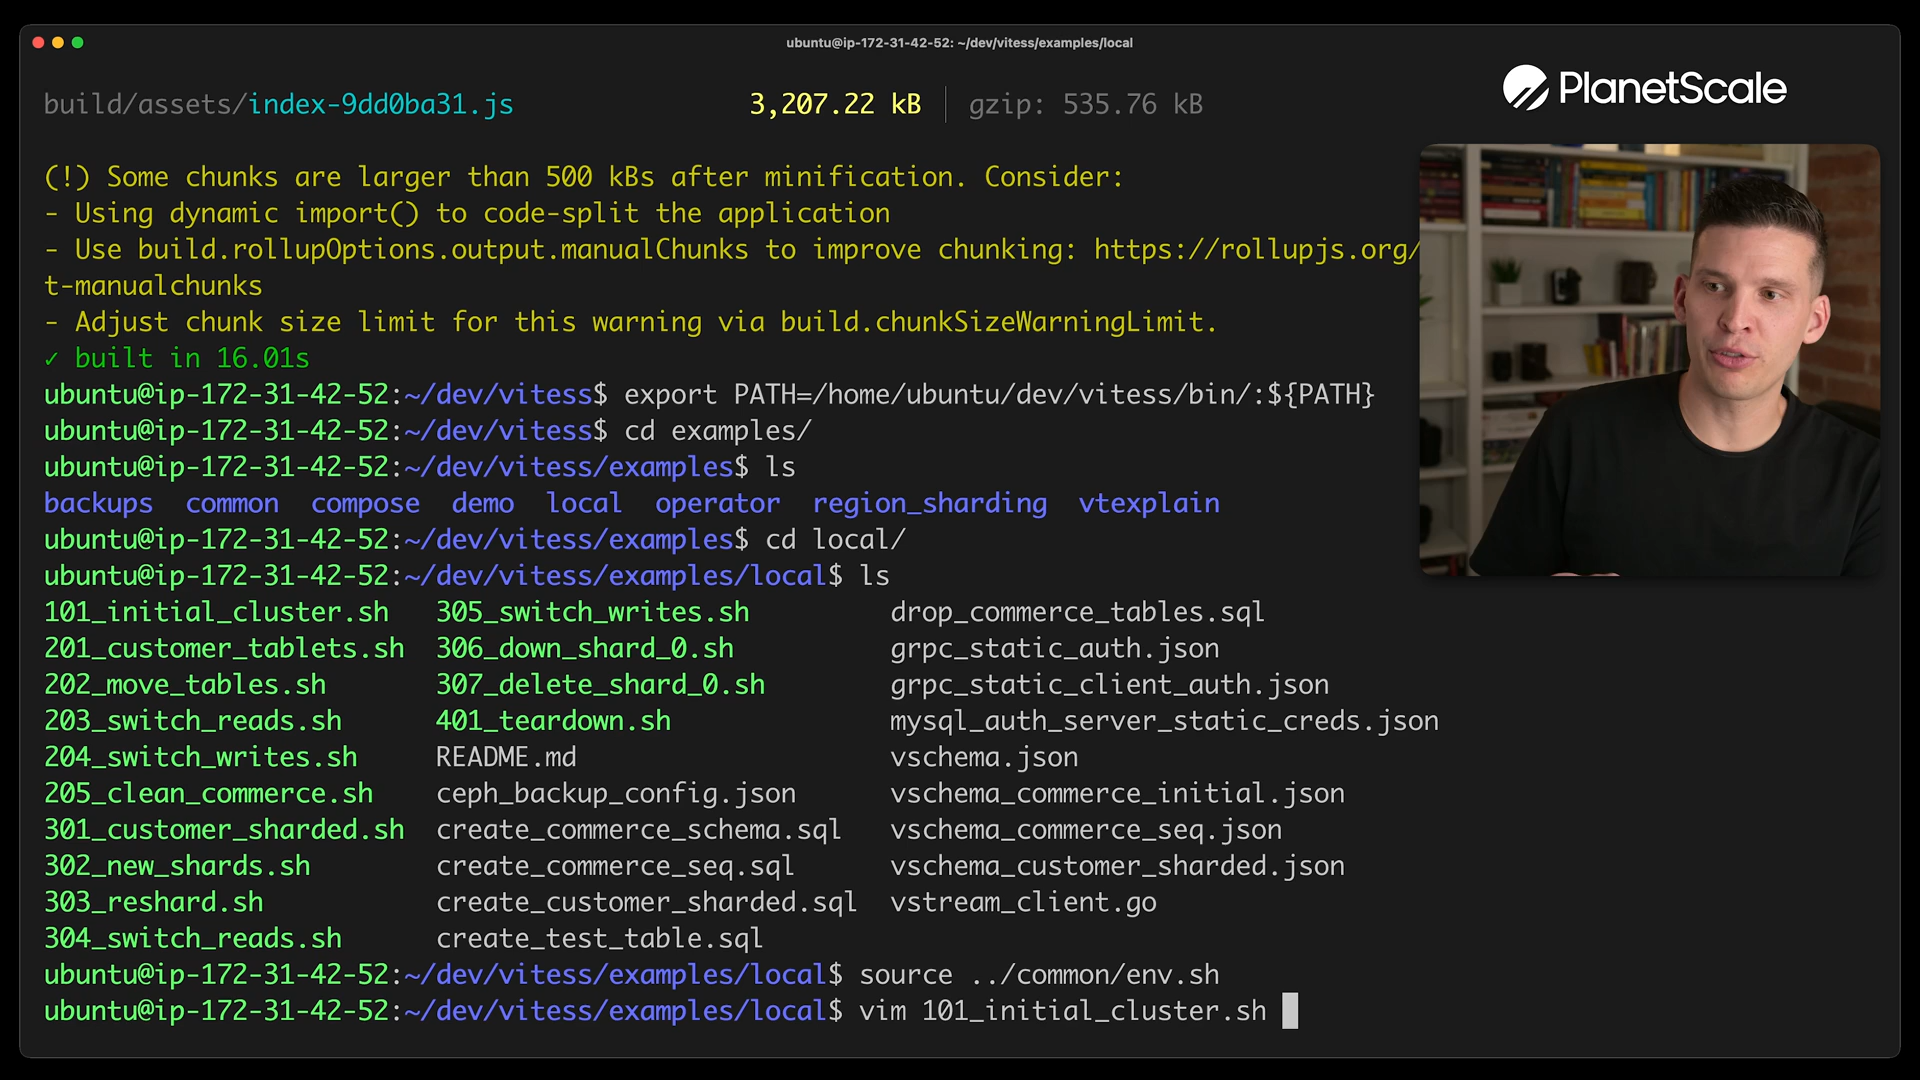 ubuntu@ip-172-31-42-52: ~/dev/vitess/examples/local
PlanetScale
build/assets/index-9dd0ba31.js 3,207.22 kB │ gzip: 535.76 kB
(!) Some chunks are larger than 500 kBs after minification. Consider:
- Using dynamic import() to code-split the application
- Use build.rollupOptions.output.manualChunks to improve chunking: https://rollupjs.org/
t-manualchunks
- Adjust chunk size limit for this warning via build.chunkSizeWarningLimit.
✓ built in 16.01s
ubuntu@ip-172-31-42-52:~/dev/vitess$ export PATH=/home/ubuntu/dev/vitess/bin/:${PATH}
ubuntu@ip-172-31-42-52:~/dev/vitess$ cd examples/
ubuntu@ip-172-31-42-52:~/dev/vitess/examples$ ls
backups common compose demo local operator region_sharding vtexplain
ubuntu@ip-172-31-42-52:~/dev/vitess/examples$ cd local/
ubuntu@ip-172-31-42-52:~/dev/vitess/examples/local$ ls
101_initial_cluster.sh 305_switch_writes.sh drop_commerce_tables.sql
201_customer_tablets.sh 306_down_shard_0.sh grpc_static_auth.json
202_move_tables.sh 307_delete_shard_0.sh grpc_static_client_auth.json
203_switch_reads.sh 401_teardown.sh mysql_auth_server_static_creds.json
204_switch_writes.sh README.md vschema.json
205_clean_commerce.sh ceph_backup_config.json vschema_commerce_initial.json
301_customer_sharded.sh create_commerce_schema.sql vschema_commerce_seq.json
302_new_shards.sh create_commerce_seq.sql vschema_customer_sharded.json
303_reshard.sh create_customer_sharded.sql vstream_client.go
304_switch_reads.sh create_test_table.sql
ubuntu@ip-172-31-42-52:~/dev/vitess/examples/local$ source ../common/env.sh
ubuntu@ip-172-31-42-52:~/dev/vitess/examples/local$ vim 101_initial_cluster.sh